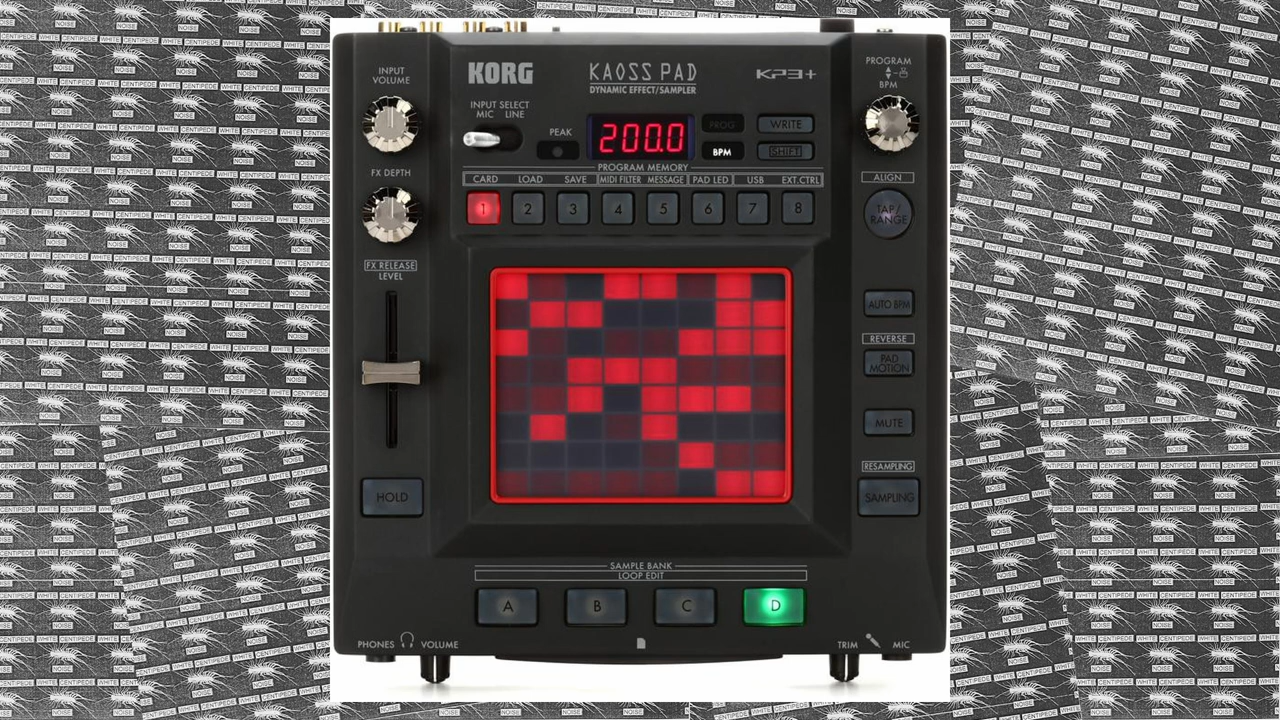 INPUT VOLUME
KORG
KAOSS PAD
DYNAMIC EFFECT/SAMPLER
KP3+
PROGRAM
BPM
INPUT SELECT
MIC LINE
PEAK
200.0
PROG
BPM
WRITE
SHIFT
PROGRAM MEMORY
FX DEPTH
CARD LOAD SAVE MIDI FILTER MESSAGE PAD LED USB EXT.CTRL
1 2 3 4 5 6 7 8
ALIGN
TAP/
RANGE
FX RELEASE
LEVEL
AUTO BPM
REVERSE
PAD
MOTION
MUTE
RESAMPLING
HOLD
SAMPLING
SAMPLE BANK
LOOP EDIT
A B C D
PHONES VOLUME
TRIM MIC
WHITE CENTIPEDE
NOISE